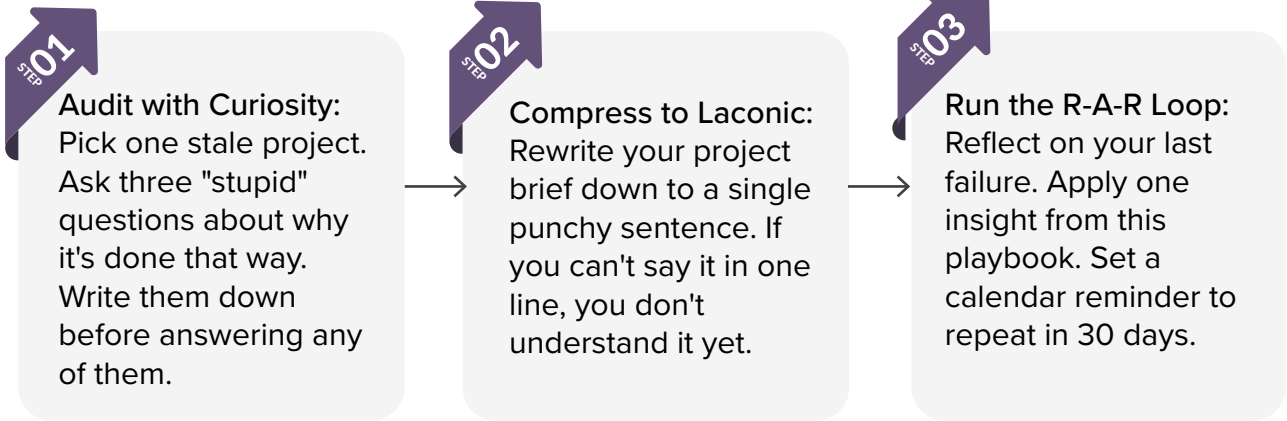 STEP 01
Audit with Curiosity:
Pick one stale project.
Ask three "stupid"
questions about why
it's done that way.
Write them down
before answering any
of them.
STEP 02
Compress to Laconic:
Rewrite your project
brief down to a single
punchy sentence. If
you can't say it in one
line, you don't
understand it yet.
STEP 03
Run the R-A-R Loop:
Reflect on your last
failure. Apply one
insight from this
playbook. Set a
calendar reminder to
repeat in 30 days.